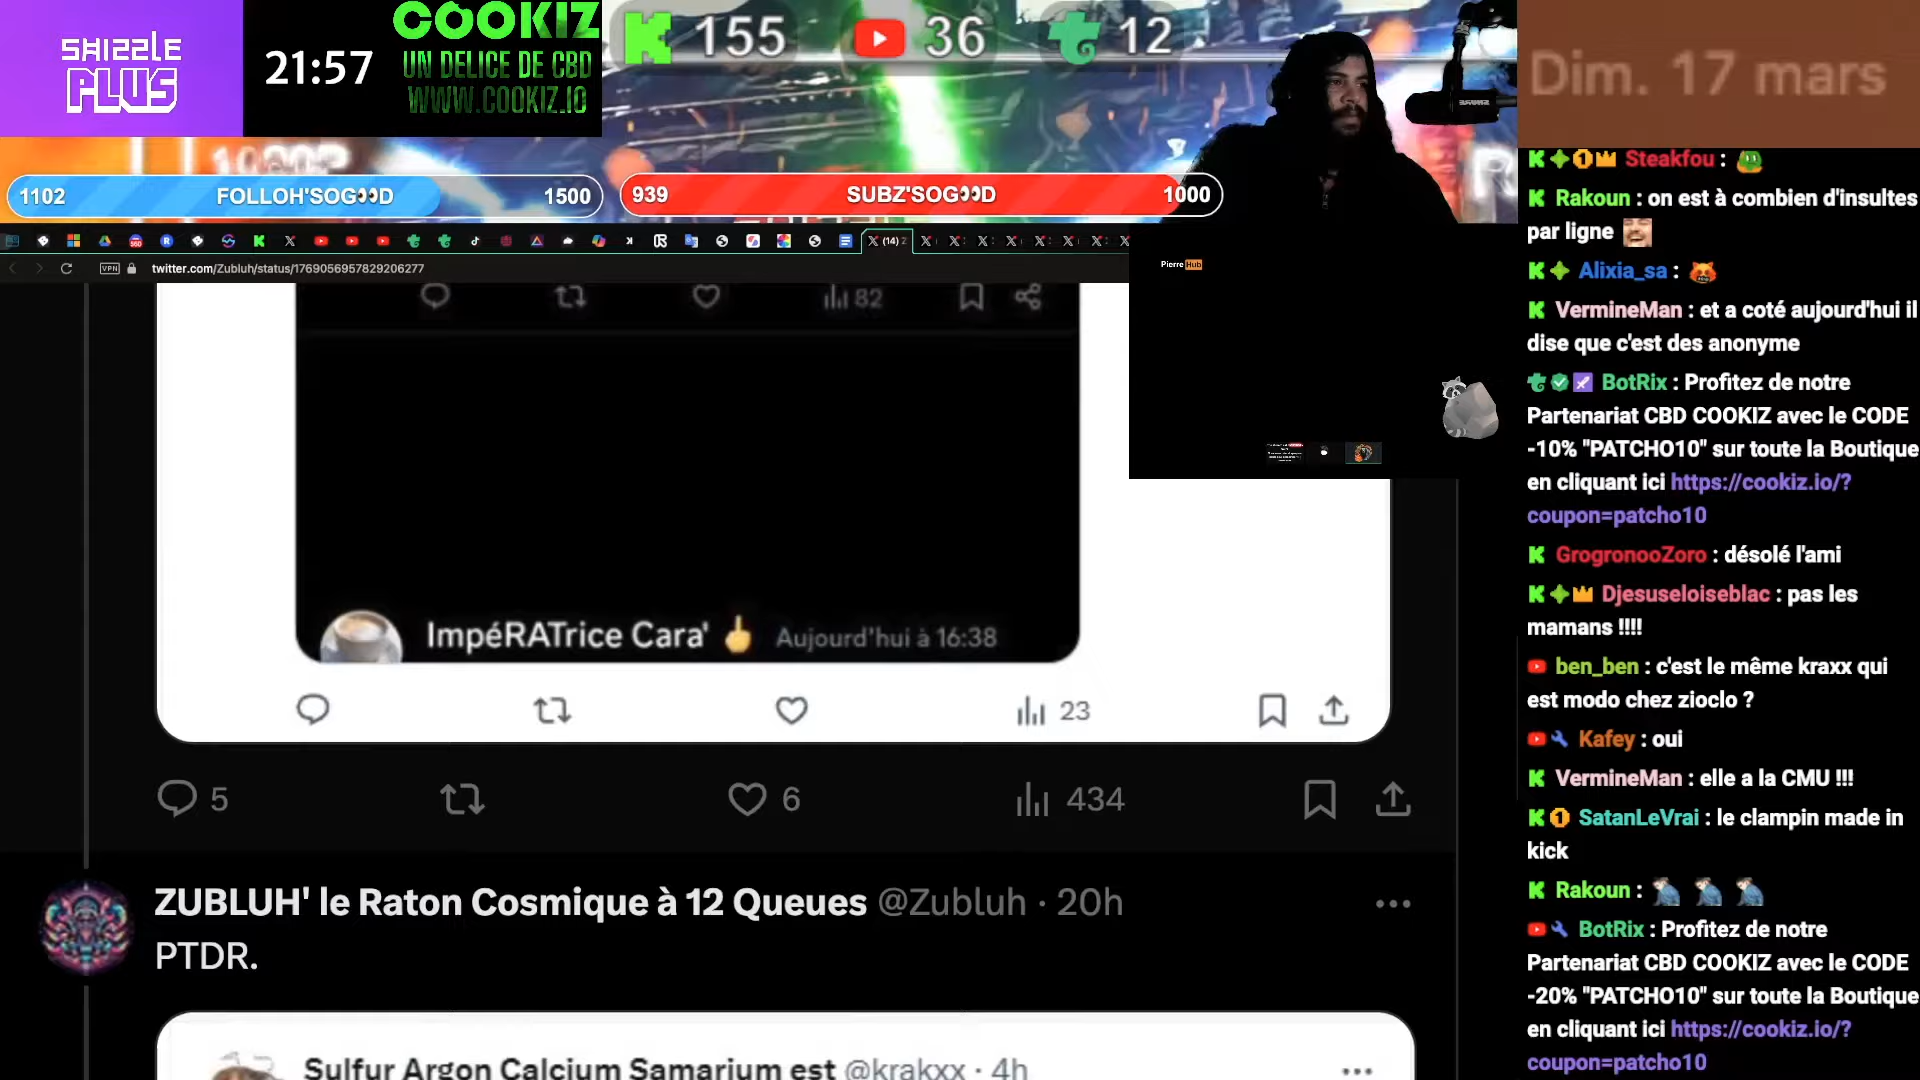 SHIZZLE
PLUS
21:57
COOKIZ
UN DELICE DE CBD
WWW.COOKIZ.IO
155
36
12
Dim. 17 mars
1102 FOLLOH'SOG👀D 1500
939 SUBZ'SOG👀D 1000
(14)
VPN twitter.com/Zubluh/status/1769056957829206277
PierreHub
82
ImpéRATrice Cara' 🖕 Aujourd'hui à 16:38
23
5
6
434
ZUBLUH' le Raton Cosmique à 12 Queues @Zubluh · 20h
PTDR.
Sulfur Argon Calcium Samarium est @krakxx · 4h
Steakfou :
Rakoun : on est à combien d'insultes
par ligne
Alixia_sa :
VermineMan : et a coté aujourd'hui il
dise que c'est des anonyme
BotRix : Profitez de notre
Partenariat CBD COOKIZ avec le CODE
-10% "PATCHO10" sur toute la Boutique
en cliquant ici https://cookiz.io/?
coupon=patcho10
GrogronooZoro : désolé l'ami
Djesuseloiseblac : pas les
mamans !!!!
ben_ben : c'est le même kraxx qui
est modo chez zioclo ?
Kafey : oui
VermineMan : elle a la CMU !!!
SatanLeVrai : le clampin made in
kick
Rakoun :
BotRix : Profitez de notre
Partenariat CBD COOKIZ avec le CODE
-20% "PATCHO10" sur toute la Boutique
en cliquant ici https://cookiz.io/?
coupon=patcho10